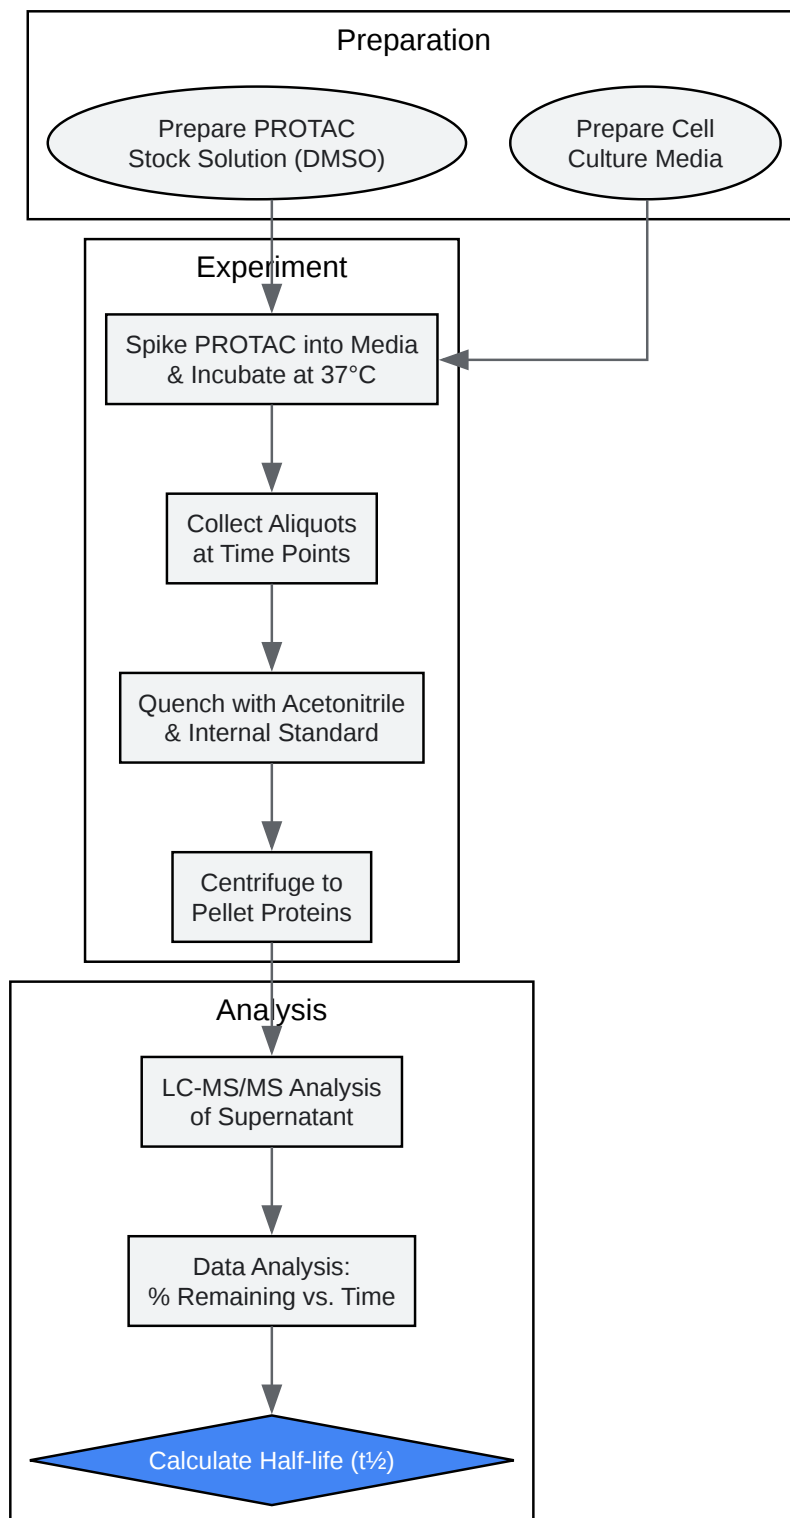 Preparation
Prepare PROTAC
Stock Solution (DMSO)
Prepare Cell
Culture Media
Experiment
Spike PROTAC into Media
& Incubate at 37°C
Collect Aliquots
at Time Points
Quench with Acetonitrile
& Internal Standard
Centrifuge to
Pellet Proteins
Analysis
LC-MS/MS Analysis
of Supernatant
Data Analysis:
% Remaining vs. Time
Calculate Half-life (t½)